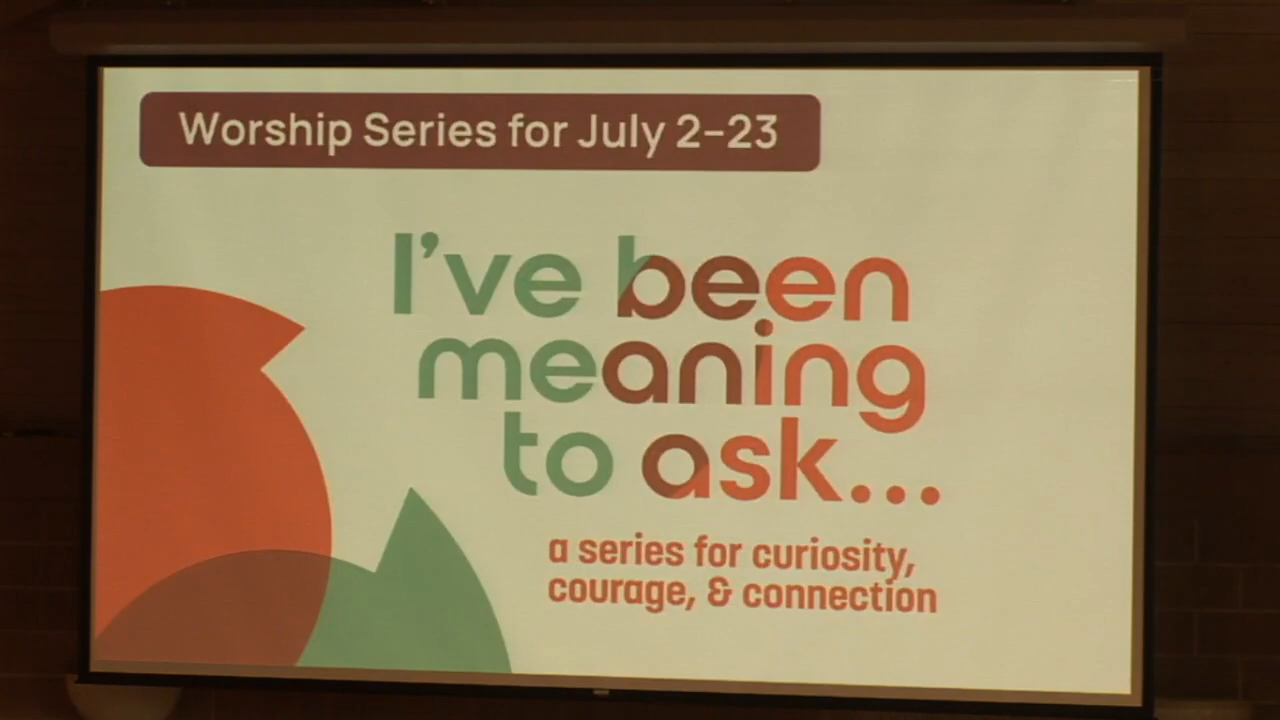 Worship Series for July 2–23
I've been
meaning
to ask...
a series for curiosity,
courage, & connection